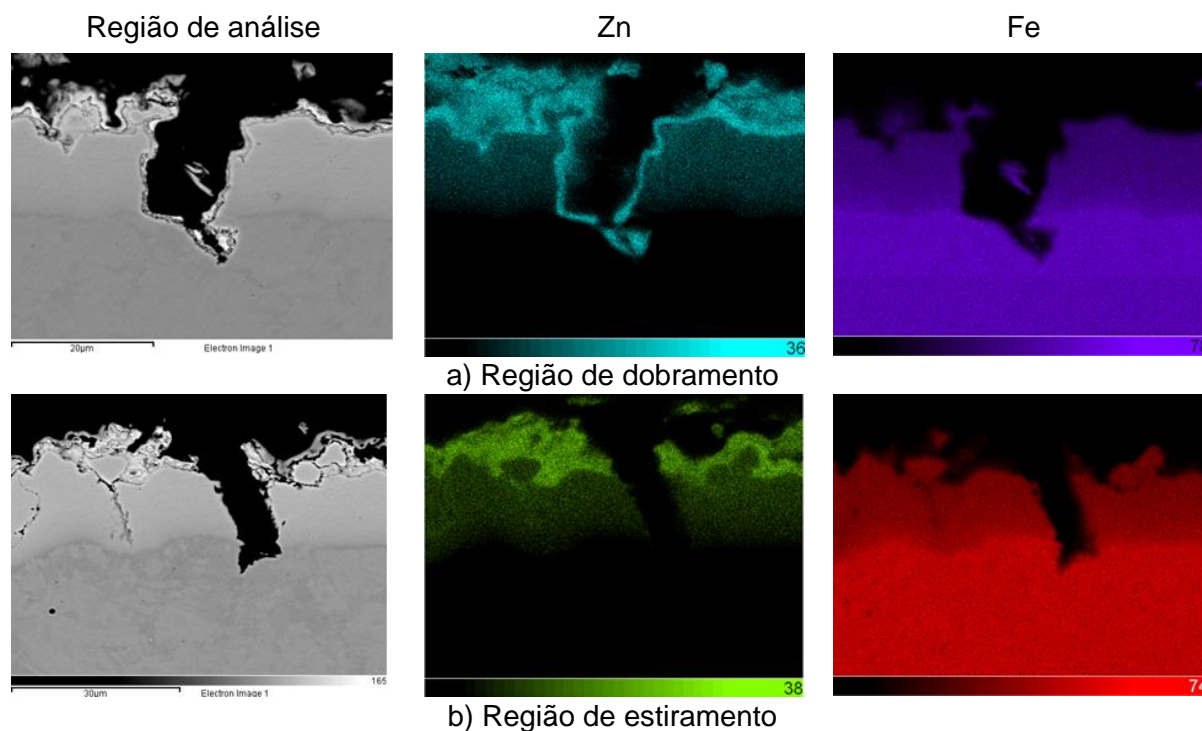 Região de análise
Zn
Fe
20µm
Electron Image 1
36
a) Região de dobramento
165
30µm
Electron Image 1
38
74
b) Região de estiramento